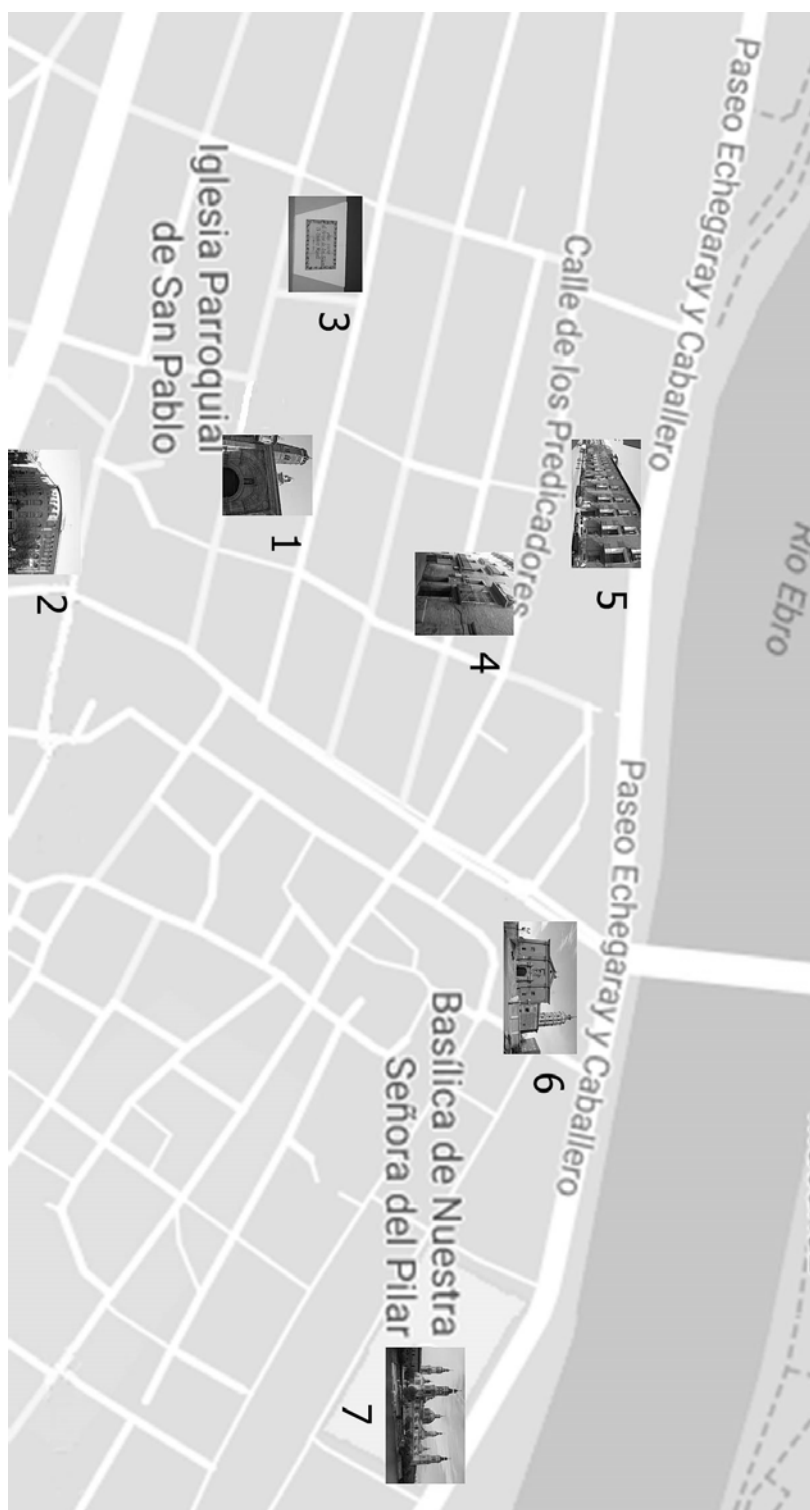 Paseo Echegaray y Caballero
Río Ebro
Calle de los Predicadores
5
Paseo Echegaray y Caballero
4
6
3
Iglesia Parroquial
de San Pablo
1
Basílica de Nuestra
Señora del Pilar
7
2